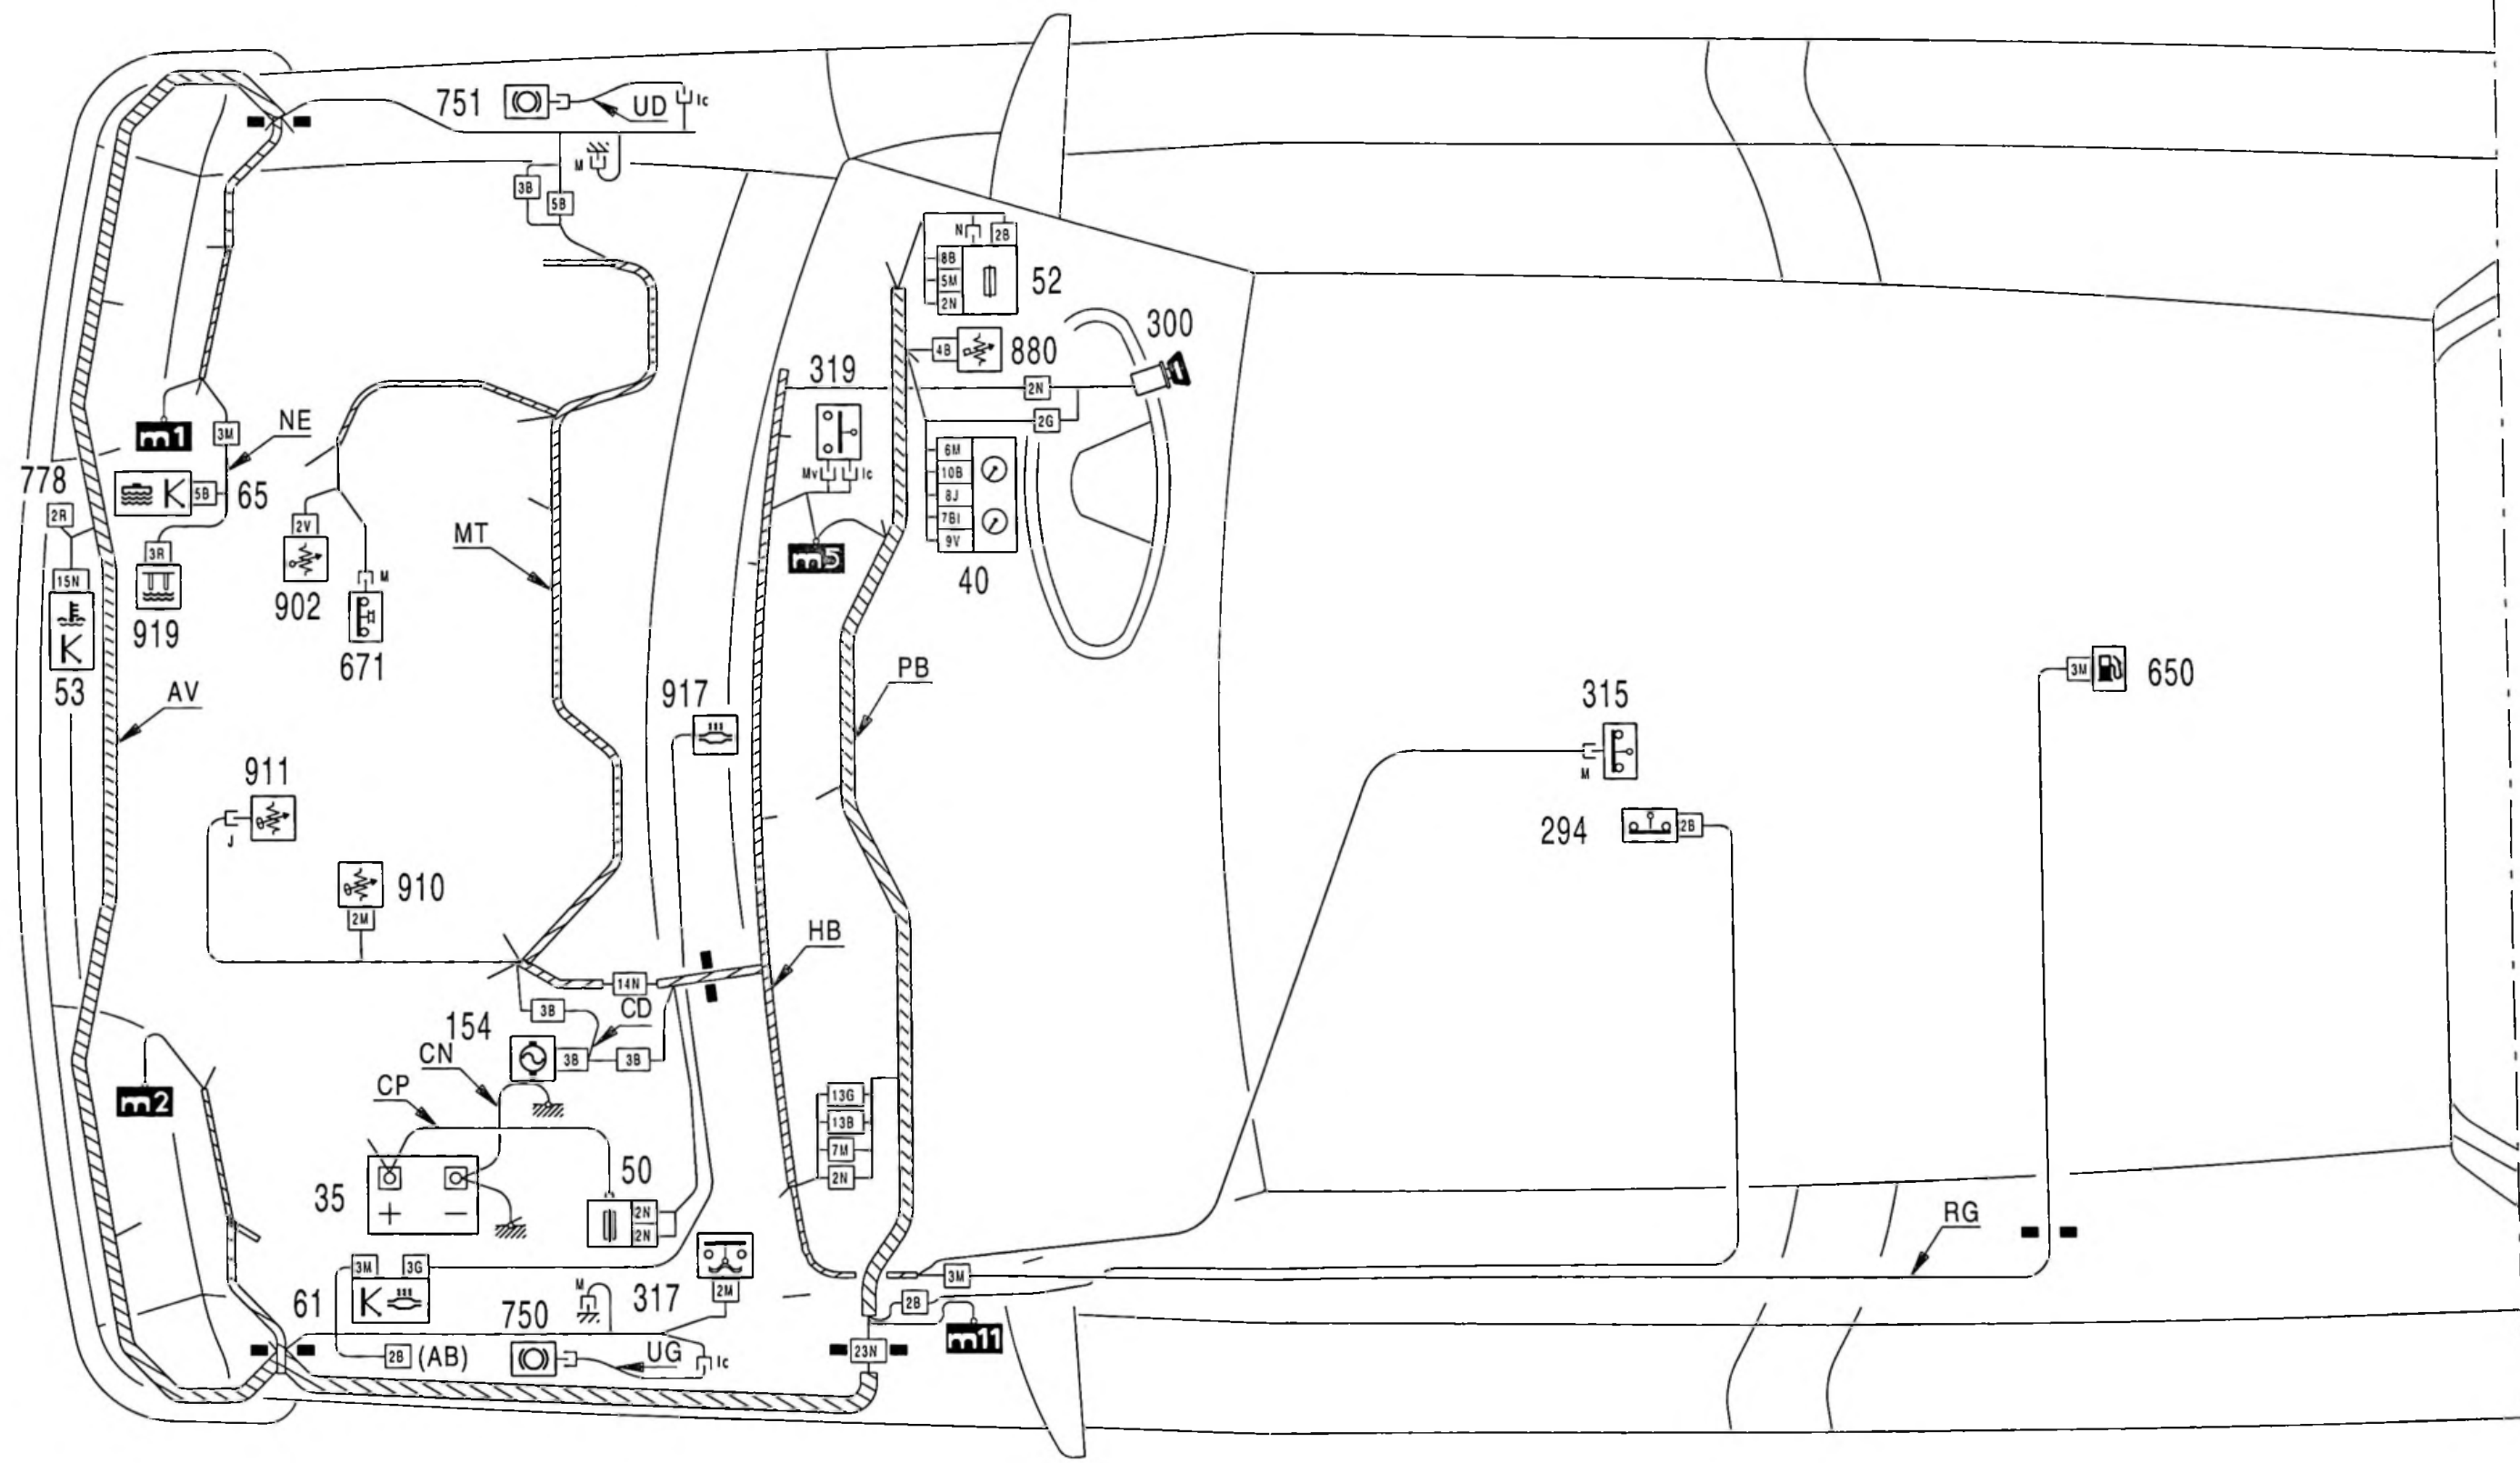 751
UD
Ic
M
3B
5B
N
2B
8B
5M
2N
52
300
4B
880
319
2N
2G
m1
3M
NE
6M
10B
8J
7BI
9V
Mv
Ic
778
2R
5B
65
MT
2V
m5
40
3R
15N
M
902
919
53
671
AV
917
PB
315
3M
650
M
911
J
294
2B
910
2M
HB
14N
3B
CD
154
3B
3B
CN
CP
m2
13G
13B
7M
2N
50
35
+
−
2N
2N
RG
3M
3G
3M
61
M
317
2M
2B
750
m11
2B
(AB)
UG
Ic
23N